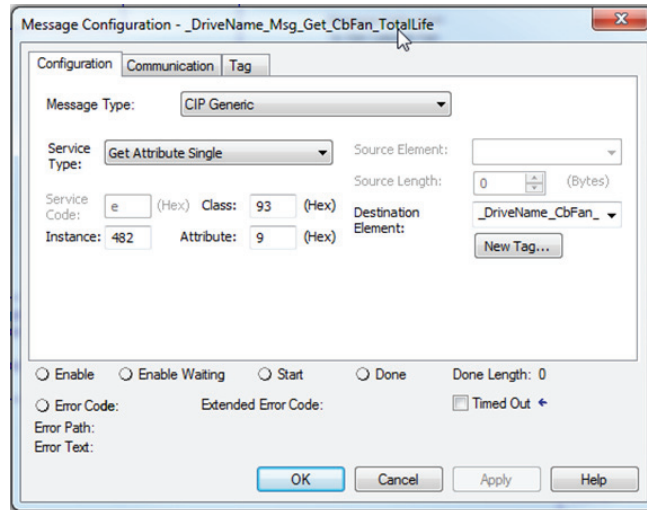 Message Configuration - _DriveName_Msg_Get_CbFan_TotalLife
Configuration Communication Tag
Message Type: CIP Generic
Service Type: Get Attribute Single Source Element:
Source Length: 0 (Bytes)
Service Code: e (Hex) Class: 93 (Hex) Destination Element: _DriveName_CbFan_
Instance: 482 Attribute: 9 (Hex) New Tag...
Enable Enable Waiting Start Done Done Length: 0
Error Code: Extended Error Code: Timed Out ←
Error Path:
Error Text:
OK Cancel Apply Help